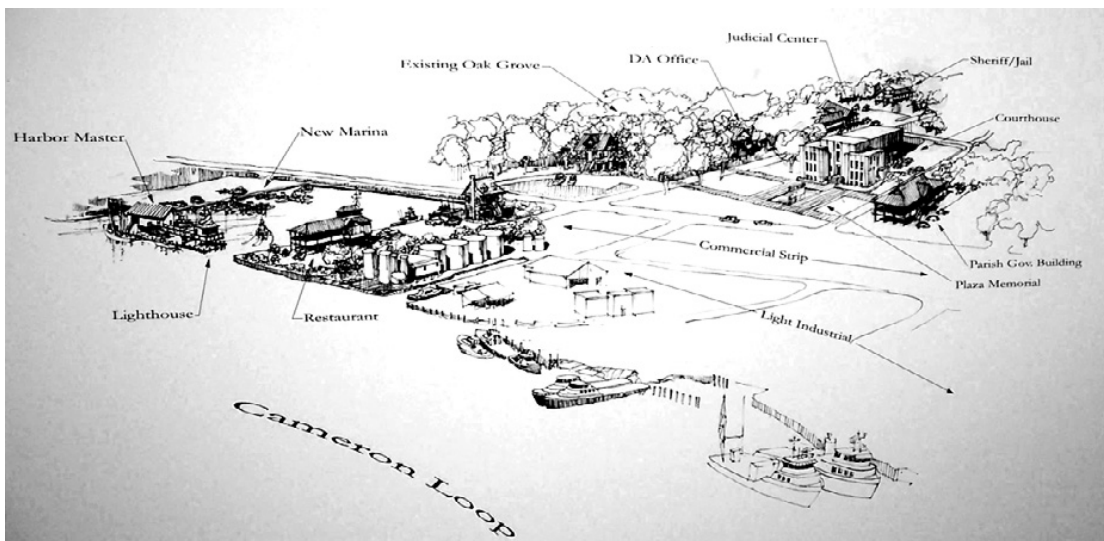 Judicial Center
Existing Oak Grove
DA Office
Sheriff/Jail
Harbor Master
New Marina
Courthouse
Commercial Strip
Parish Gov. Building
Plaza Memorial
Lighthouse
Restaurant
Light Industrial
Cameron Loop